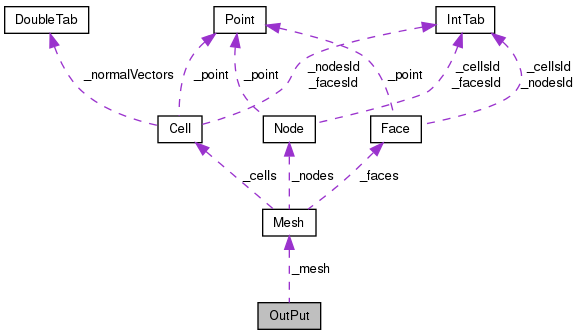 DoubleTab
Point
IntTab
_normalVectors
_point
_point
_nodesId
_facesId
_point
_cellsId
_facesId
_cellsId
_nodesId
Cell
Node
Face
_cells
_nodes
_faces
Mesh
_mesh
OutPut